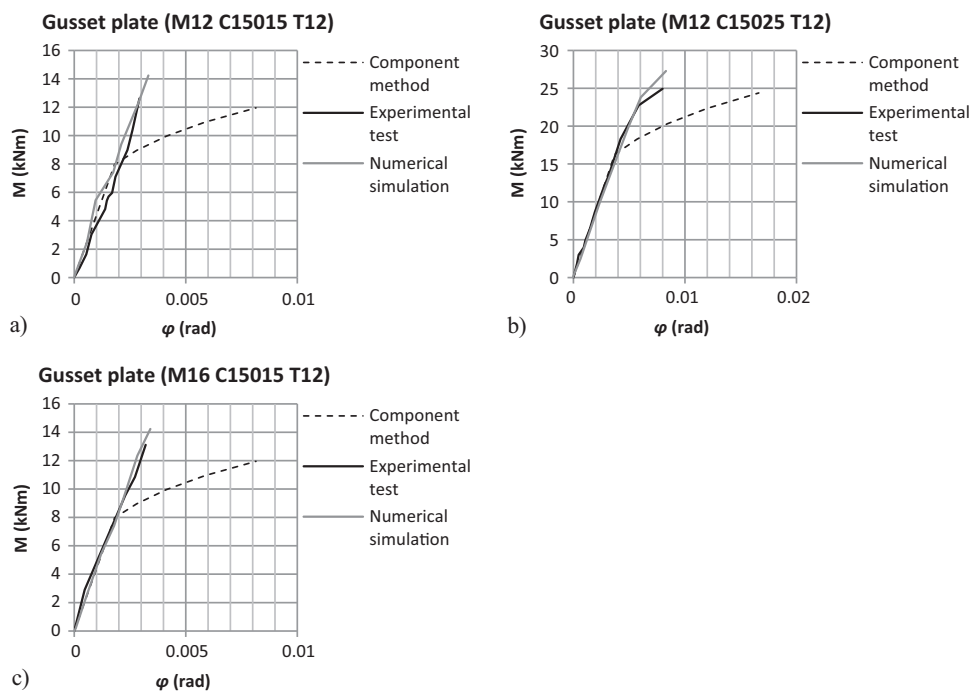 Gusset plate (M12 C15015 T12)
16
14
12
10
8
6
4
2
0
M (kNm)
0
0.005
0.01
φ (rad)
Component
method
Experimental
test
Numerical
simulation
a)
Gusset plate (M12 C15025 T12)
30
25
20
15
10
5
0
M (kNm)
0
0.01
0.02
φ (rad)
Component
method
Experimental
test
Numerical
simulation
b)
Gusset plate (M16 C15015 T12)
16
14
12
10
8
6
4
2
0
M (kNm)
0
0.005
0.01
φ (rad)
Component
method
Experimental
test
Numerical
simulation
c)